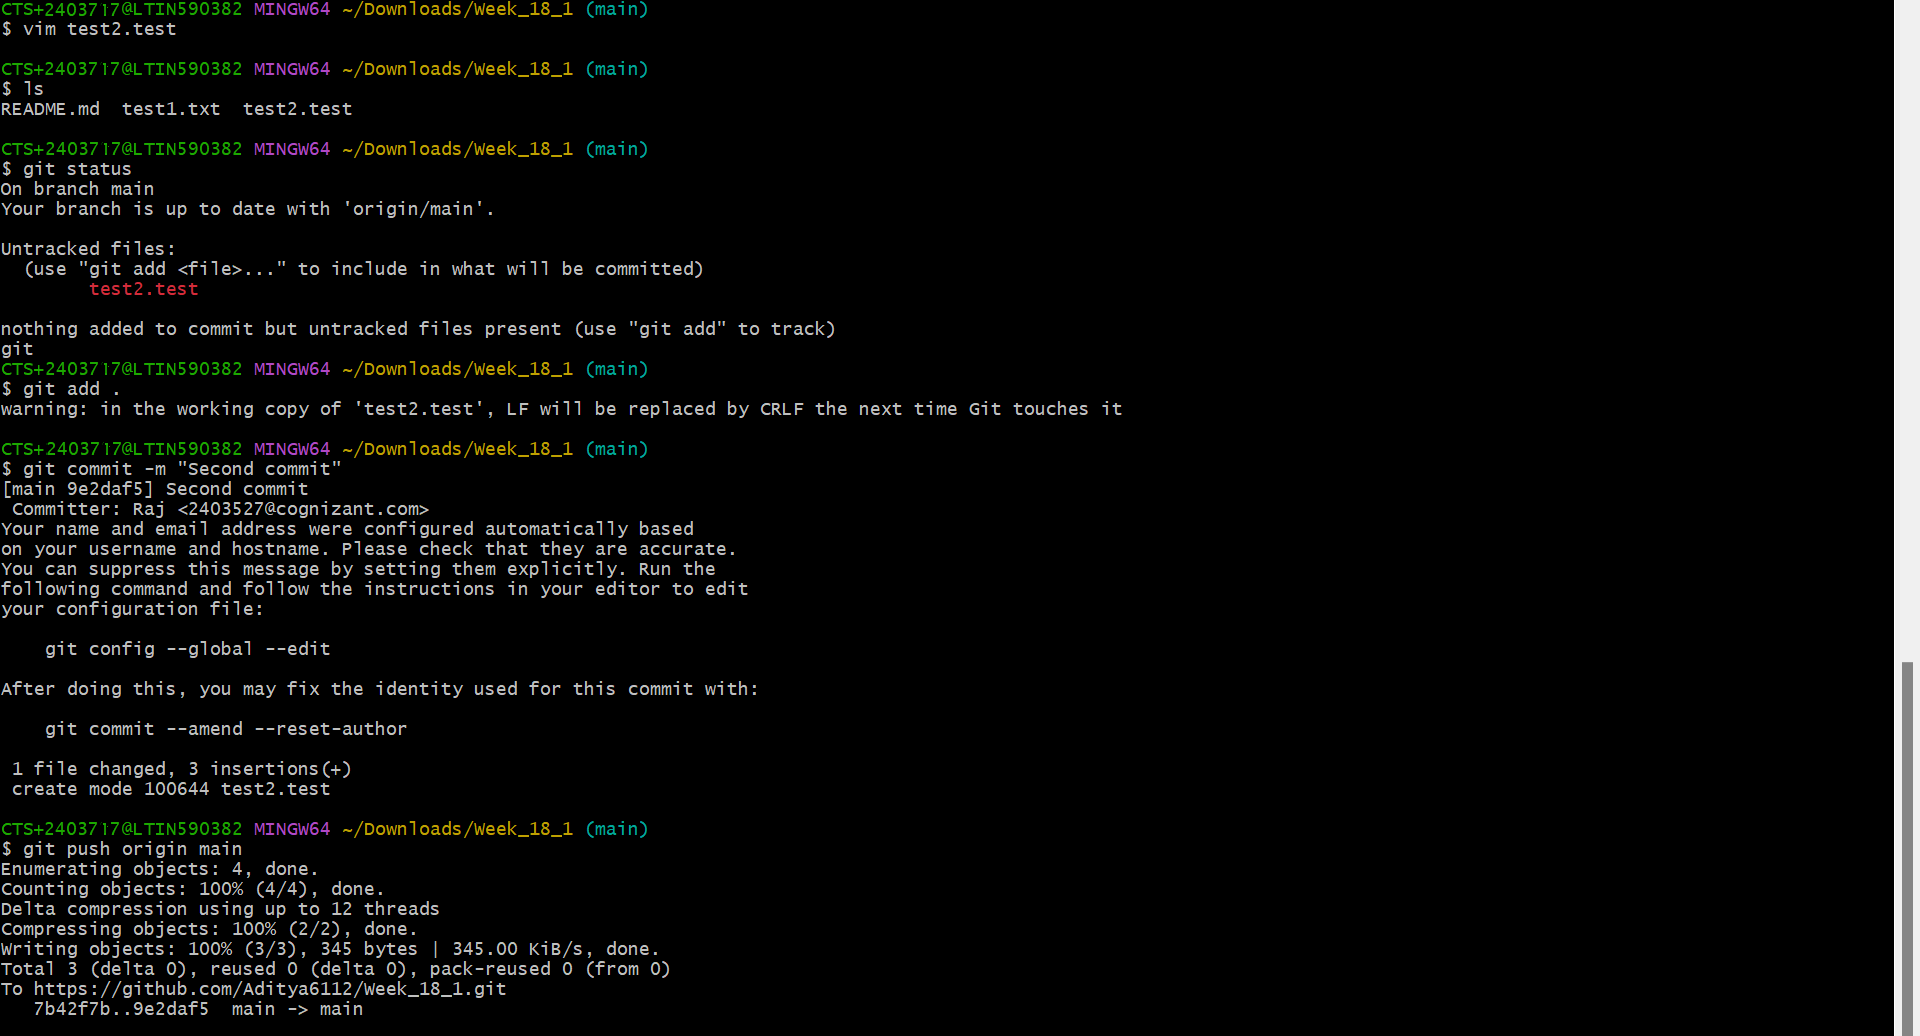 CTS+2403717@LTIN590382 MINGW64 ~/Downloads/Week_18_1 (main)
$ vim test2.test
CTS+2403717@LTIN590382 MINGW64 ~/Downloads/Week_18_1 (main)
$ ls
README.md  test1.txt  test2.test
CTS+2403717@LTIN590382 MINGW64 ~/Downloads/Week_18_1 (main)
$ git status
On branch main
Your branch is up to date with 'origin/main'.
Untracked files:
  (use "git add <file>..." to include in what will be committed)
        test2.test
nothing added to commit but untracked files present (use "git add" to track)
git
CTS+2403717@LTIN590382 MINGW64 ~/Downloads/Week_18_1 (main)
$ git add .
warning: in the working copy of 'test2.test', LF will be replaced by CRLF the next time Git touches it
CTS+2403717@LTIN590382 MINGW64 ~/Downloads/Week_18_1 (main)
$ git commit -m "Second commit"
[main 9e2daf5] Second commit
 Committer: Raj <2403527@cognizant.com>
Your name and email address were configured automatically based
on your username and hostname. Please check that they are accurate.
You can suppress this message by setting them explicitly. Run the
following command and follow the instructions in your editor to edit
your configuration file:
    git config --global --edit
After doing this, you may fix the identity used for this commit with:
    git commit --amend --reset-author
 1 file changed, 3 insertions(+)
 create mode 100644 test2.test
CTS+2403717@LTIN590382 MINGW64 ~/Downloads/Week_18_1 (main)
$ git push origin main
Enumerating objects: 4, done.
Counting objects: 100% (4/4), done.
Delta compression using up to 12 threads
Compressing objects: 100% (2/2), done.
Writing objects: 100% (3/3), 345 bytes | 345.00 KiB/s, done.
Total 3 (delta 0), reused 0 (delta 0), pack-reused 0 (from 0)
To https://github.com/Aditya6112/Week_18_1.git
   7b42f7b..9e2daf5  main -> main